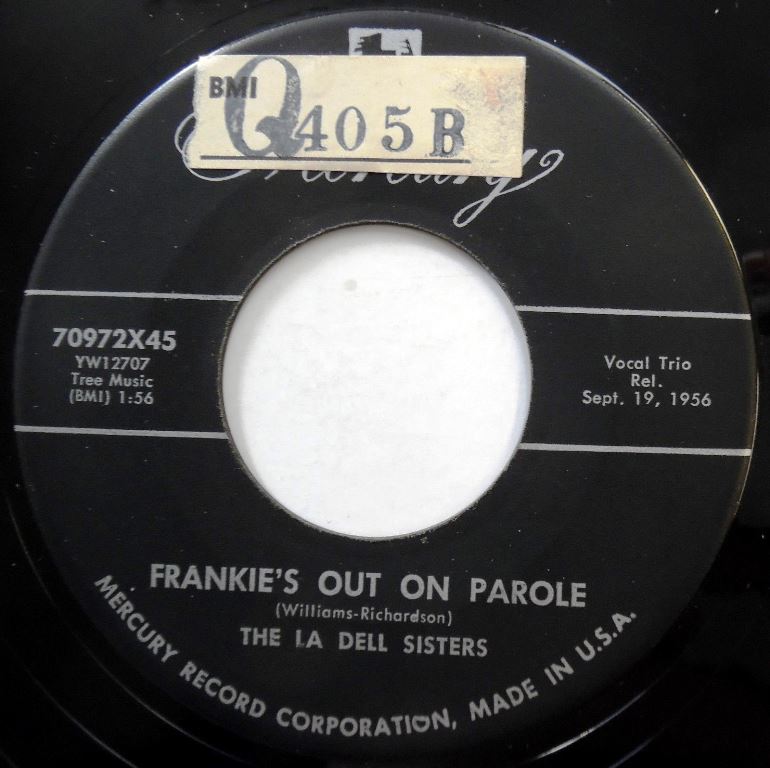 BMI
Q405B
Mercury
70972X45
YW12707
Tree Music
(BMI) 1:56
Vocal Trio
Rel.
Sept. 19, 1956
FRANKIE'S OUT ON PAROLE
(Williams-Richardson)
THE LA DELL SISTERS
MERCURY RECORD CORPORATION, MADE IN U.S.A.